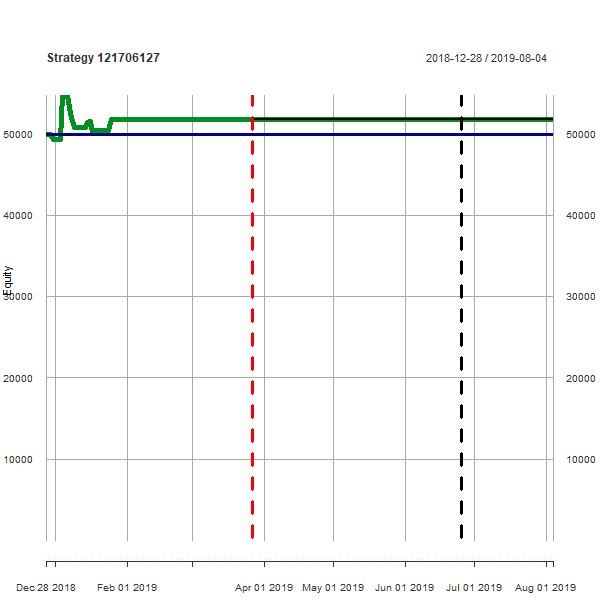 Strategy 121706127
2018-12-28 / 2019-08-04
50000
50000
40000
40000
Equity
30000
30000
20000
20000
10000
10000
Dec 28 2018
Feb 01 2019
Apr 01 2019
May 01 2019
Jun 01 2019
Jul 01 2019
Aug 01 2019